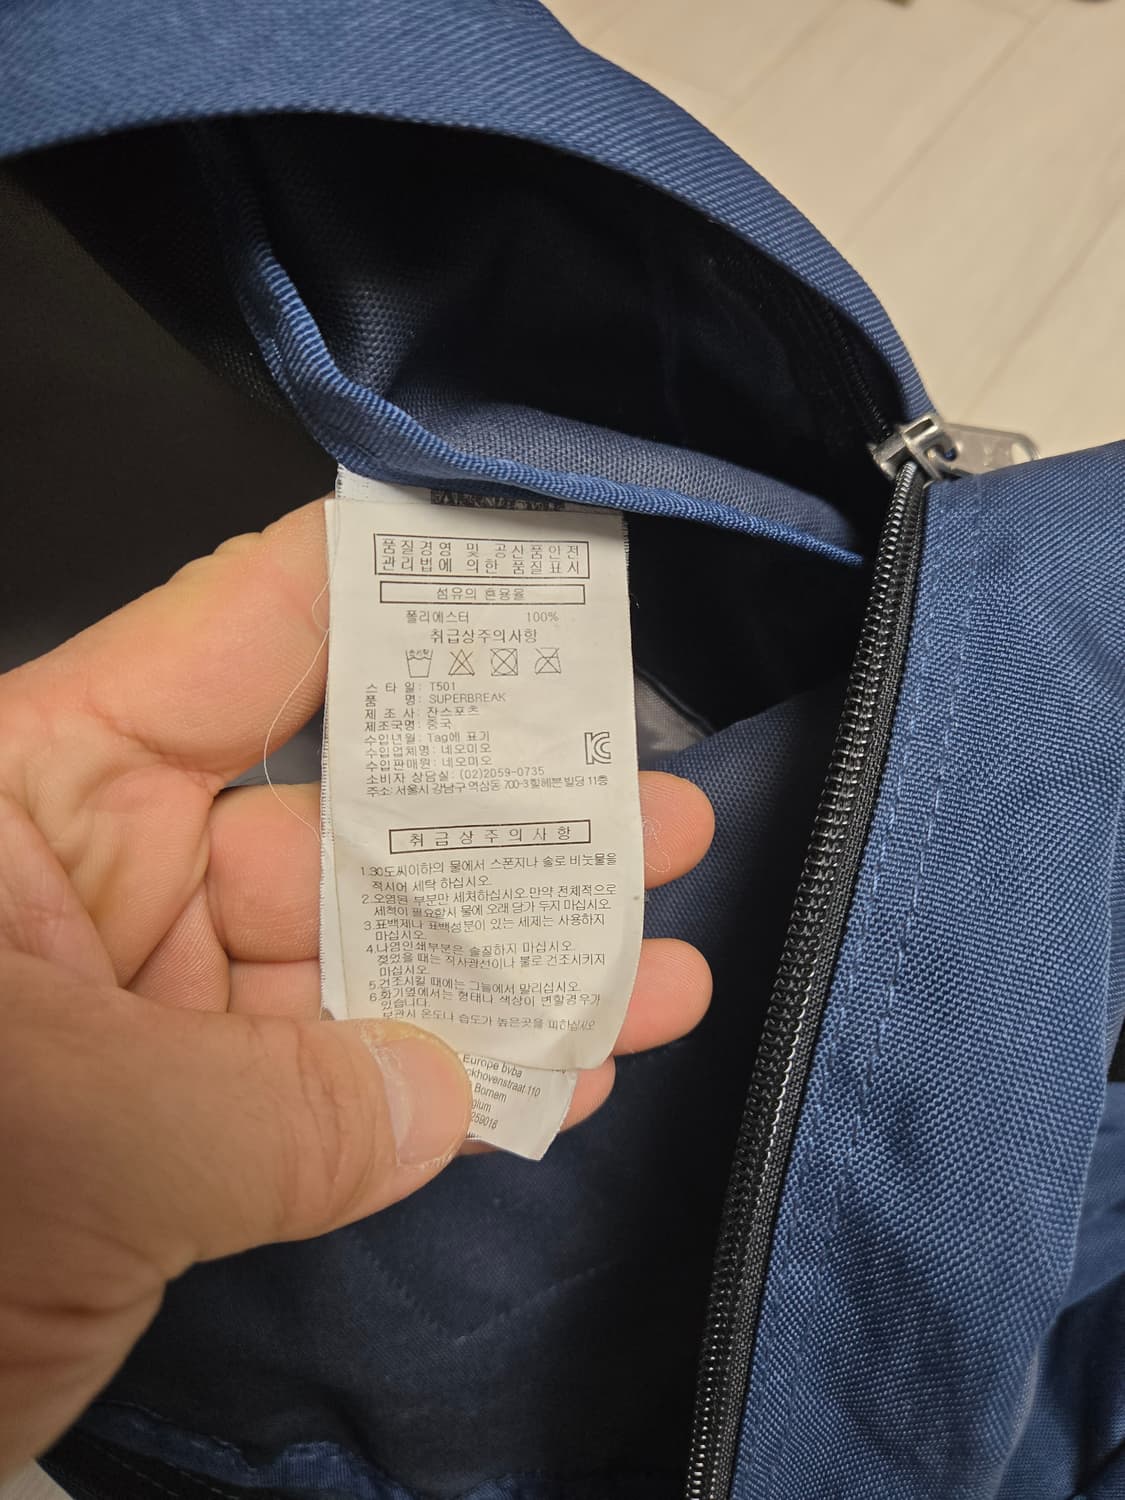 품질경영 및 공산품안전
관리법에 의한 품질표시
섬유의 혼용율
폴리에스터 100%
취급상주의사항
스 타 일: T501
품 명: SUPERBREAK
제 조 사: 잔스포츠
제조국명: 중국
수입년월: Tag에 표기
수입업체명: 네오미오
수입판매원: 네오미오
소비자 상담실: (02)2059-0735
주소: 서울시 강남구 역삼동 700-3 힐헤븐 빌딩 11층
취급상주의사항
1.30도씨이하의 물에서 스폰지나 솔로 비눗물을
적시어 세탁 하십시오.
2.오염된 부분만 세척하십시오.만약 전체적으로
세척이 필요할시 물에 오래 담가 두지 마십시오.
3.표백제나 표백성분이 있는 세제는 사용하지
마십시오.
4.나염인쇄부분은 솔질하지 마십시오.
젖었을 때는 직사광선이나 불로 건조시키지
마십시오.
5.건조시킬 때에는 그늘에서 말리십시오.
6.화기옆에서는 형태나 색상이 변할경우가
있습니다.
보관시 온도나 습도가 높은곳을 피하십시오
Europe bvba
ckhovenstraat 110
Bornem
gium
259016